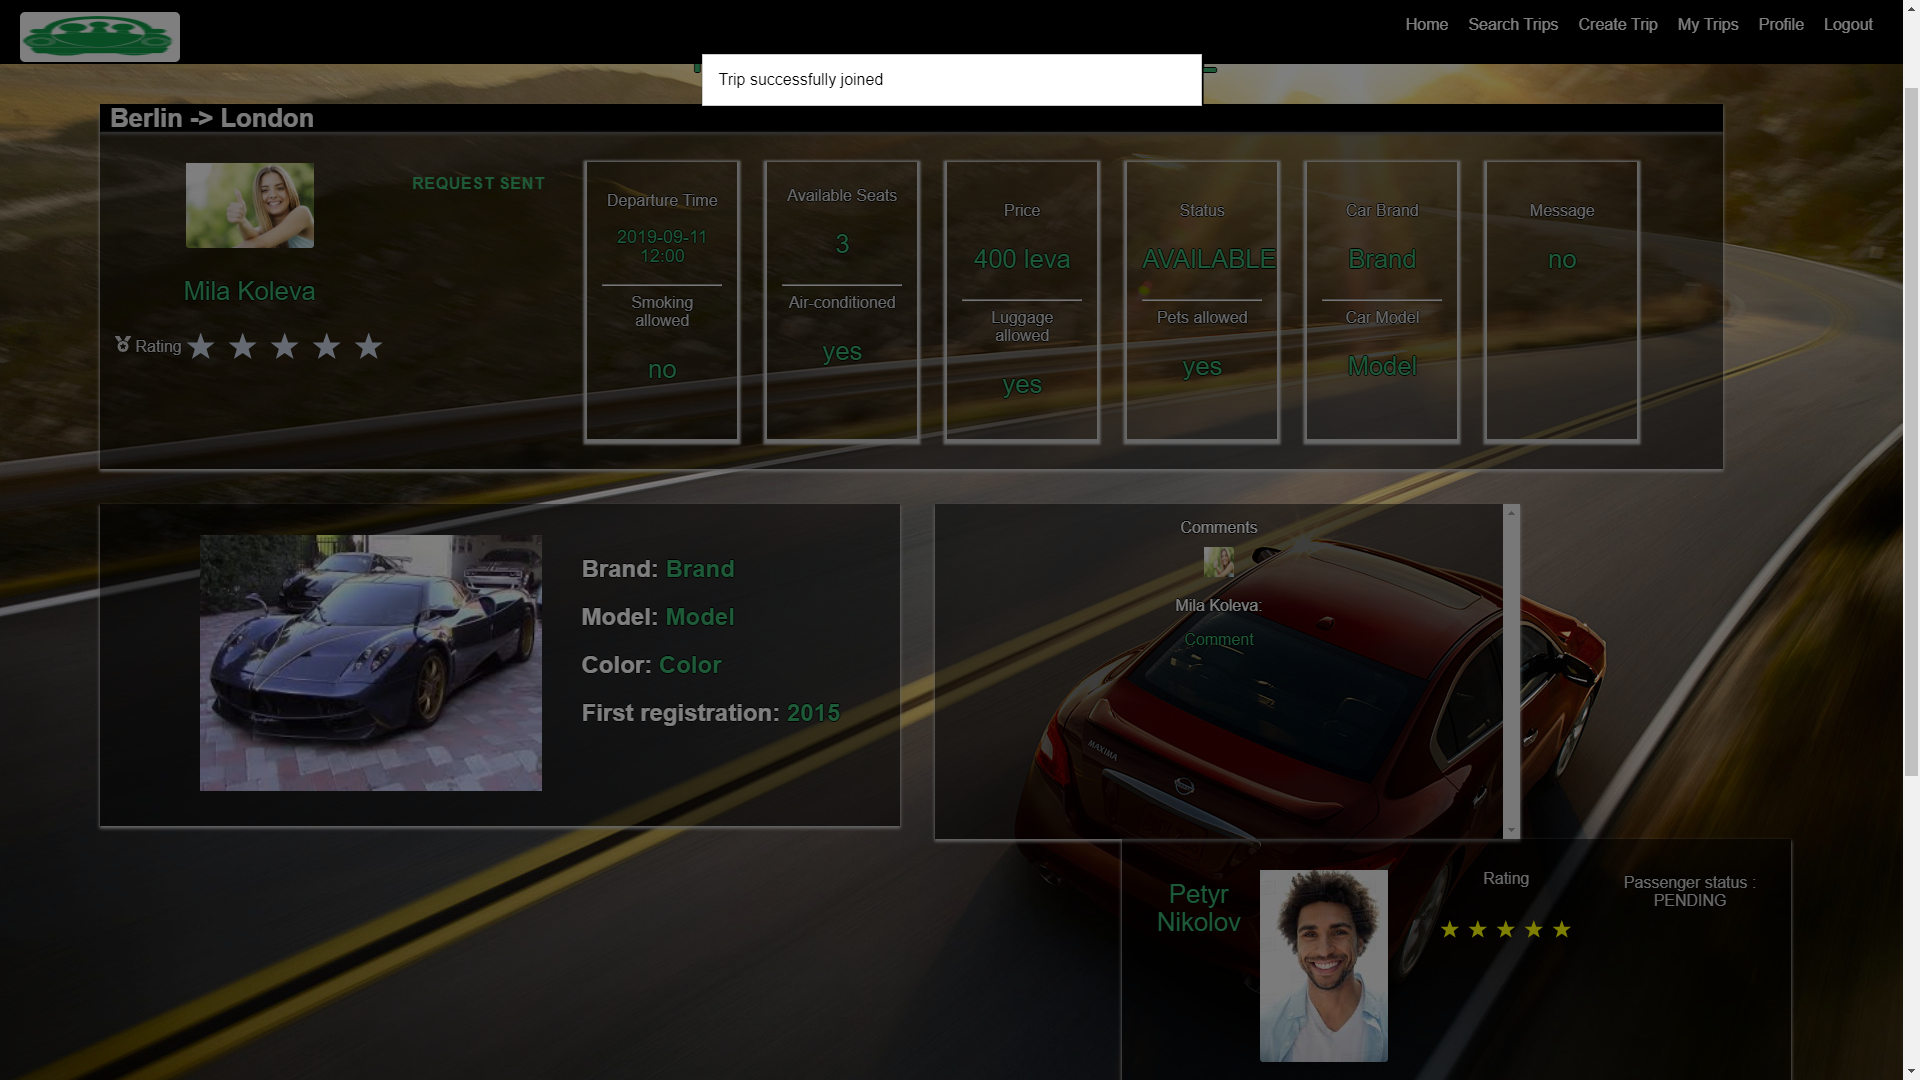 Home Search Trips Create Trip My Trips Profile Logout
Trip successfully joined
Berlin -> London
REQUEST SENT
Mila Koleva
Rating
Departure Time
2019-09-11
12:00
Smoking
allowed
no
Available Seats
3
Air-conditioned
yes
Price
400 leva
Luggage
allowed
yes
Status
AVAILABLE
Pets allowed
yes
Car Brand
Brand
Car Model
Model
Message
no
Brand: Brand
Model: Model
Color: Color
First registration: 2015
Comments
Mila Koleva:
Comment
MAXIMA
Petyr
Nikolov
Rating
Passenger status :
PENDING